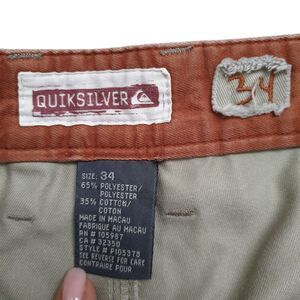 QUIKSILVER
34
SIZE: 34
65% POLYESTER/
POLYESTER
35% COTTON/
COTON
MADE IN MACAU
FABRIQUE AU MACAU
RN # 105987
CA # 32350
STYLE # P105378
SEE REVERSE FOR CARE
CONTRAIRE POUR